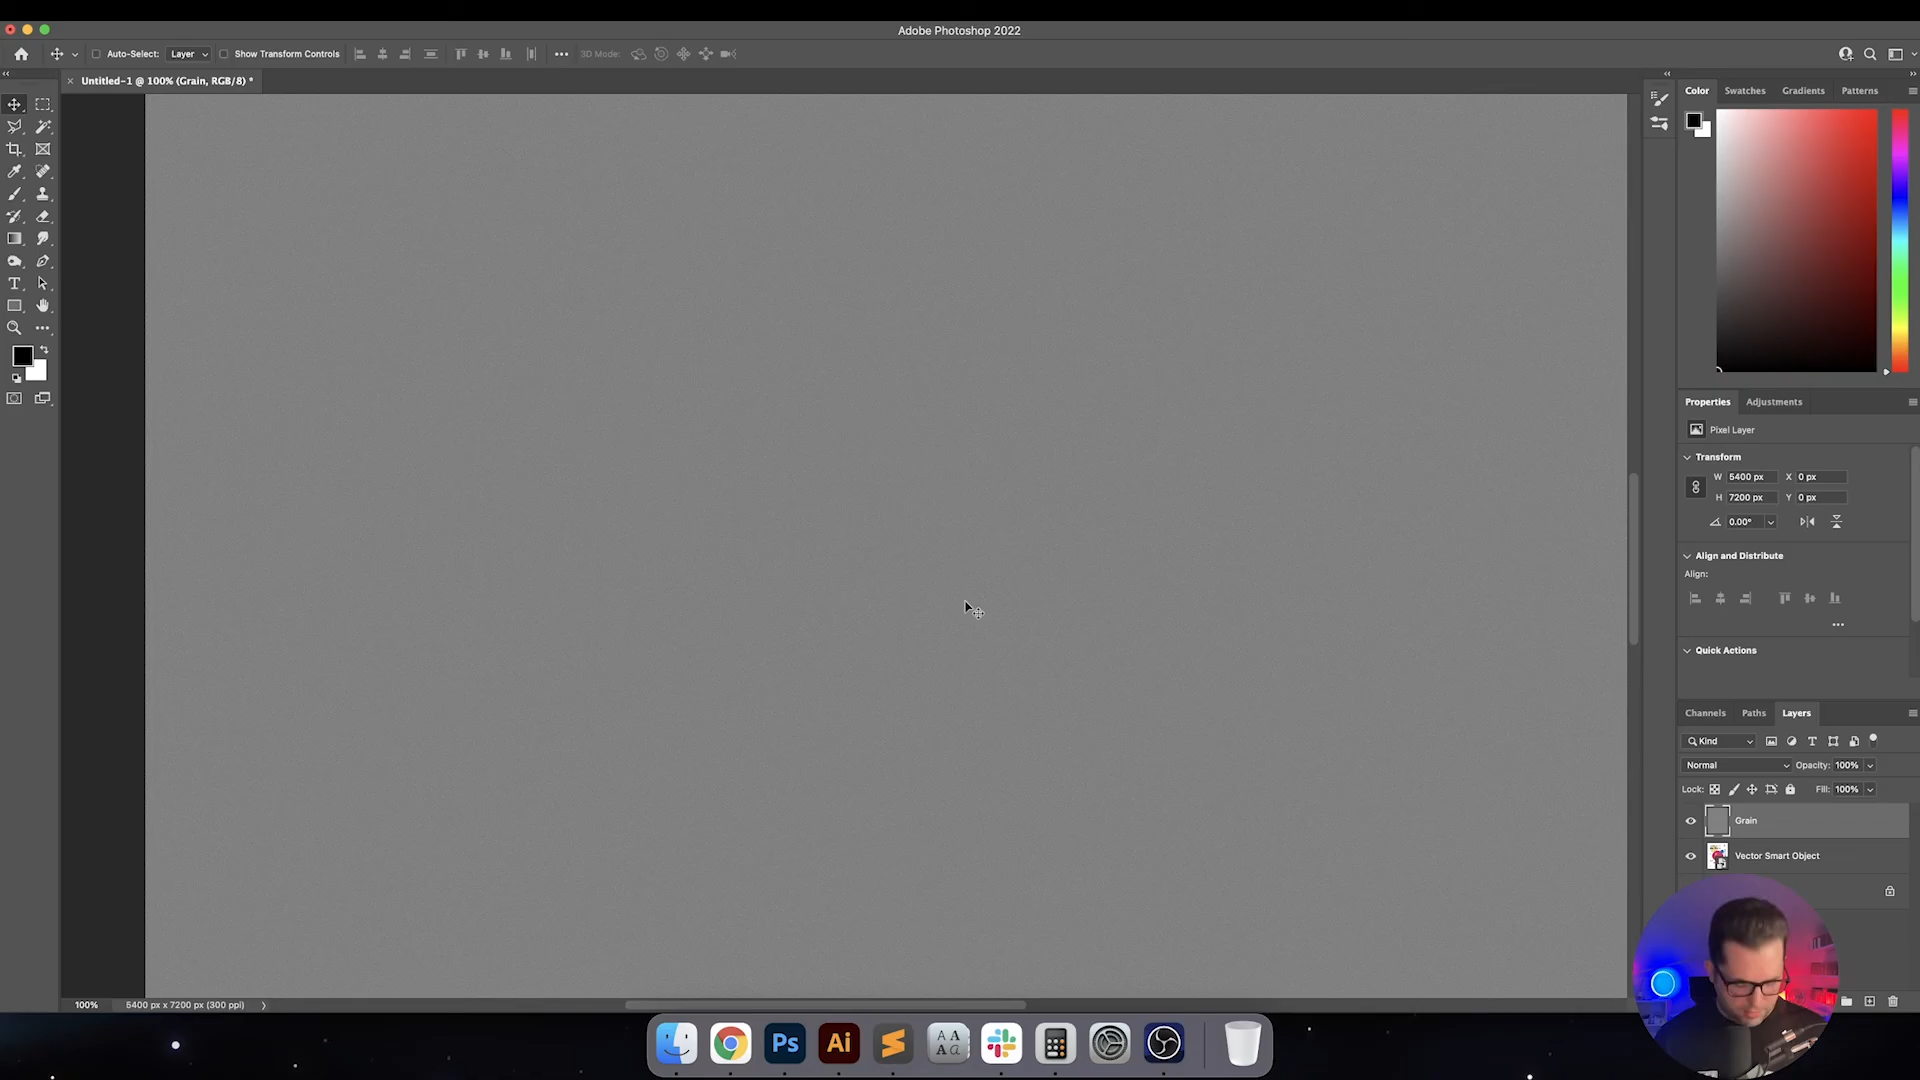 Adobe Photoshop 2022
Auto-Select: Layer Show Transform Controls 3D Mode:
Untitled-1 @ 100% (Grain, RGB/8) *
Color Swatches Gradients Patterns
Properties Adjustments
Pixel Layer
Transform
W 5400 px X 0 px
H 7200 px Y 0 px
0.00°
Align and Distribute
Align:
Quick Actions
Channels Paths Layers
Kind
Normal Opacity: 100%
Lock: Fill: 100%
Grain
Vector Smart Object
100% 5400 px x 7200 px (300 ppi)
Ps Ai
A A
A a